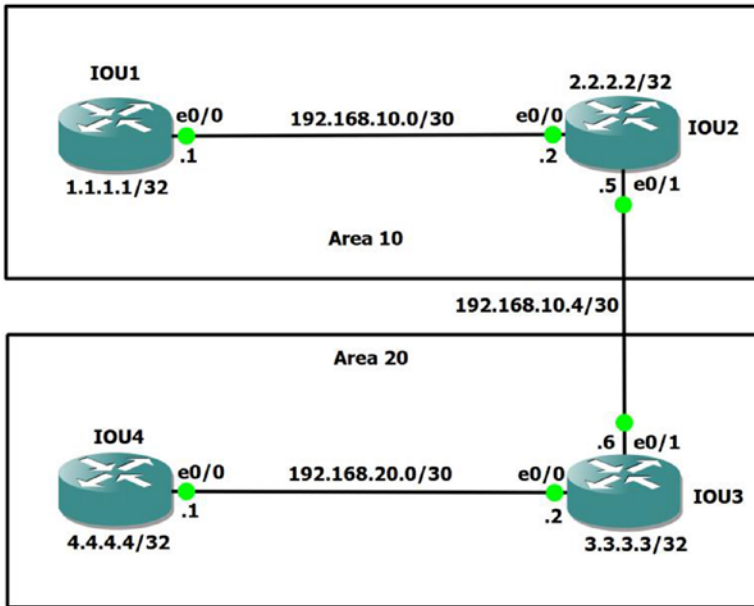 IOU1
e0/0
192.168.10.0/30
e0/0
2.2.2.2/32
IOU2
.1
.2
1.1.1.1/32
.5
e0/1
Area 10
192.168.10.4/30
Area 20
.6
e0/1
IOU4
e0/0
192.168.20.0/30
e0/0
IOU3
.1
.2
4.4.4.4/32
3.3.3.3/32